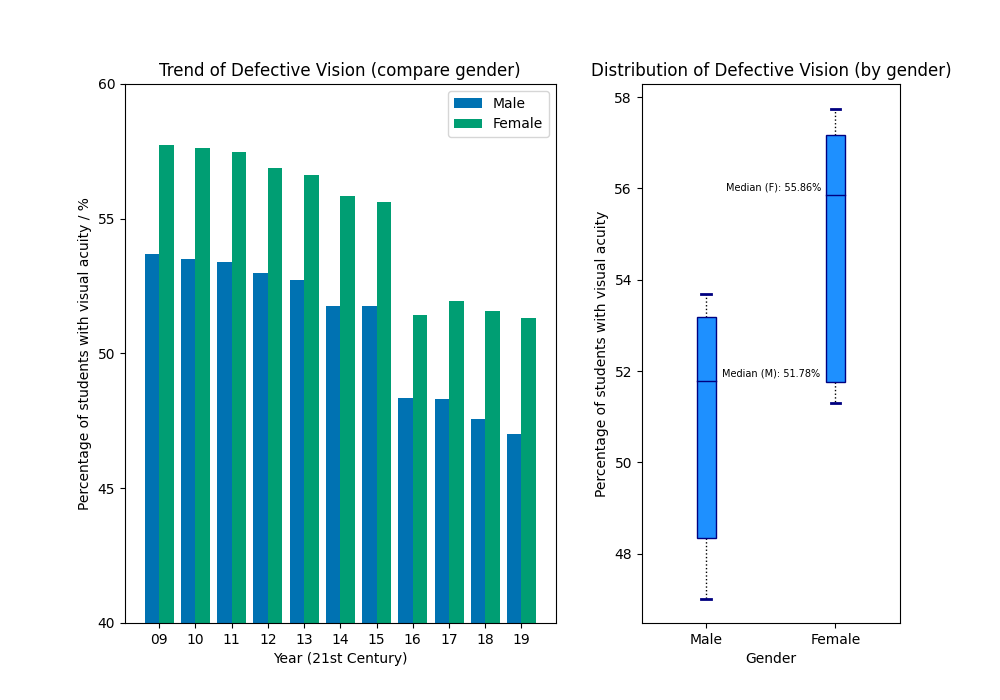 Trend of Defective Vision (compare gender)
Male
Female
Percentage of students with visual acuity / %
60
55
50
45
40
09 10 11 12 13 14 15 16 17 18 19
Year (21st Century)
Distribution of Defective Vision (by gender)
Percentage of students with visual acuity
58
56
54
52
50
48
Median (F): 55.86%
Median (M): 51.78%
Male Female
Gender